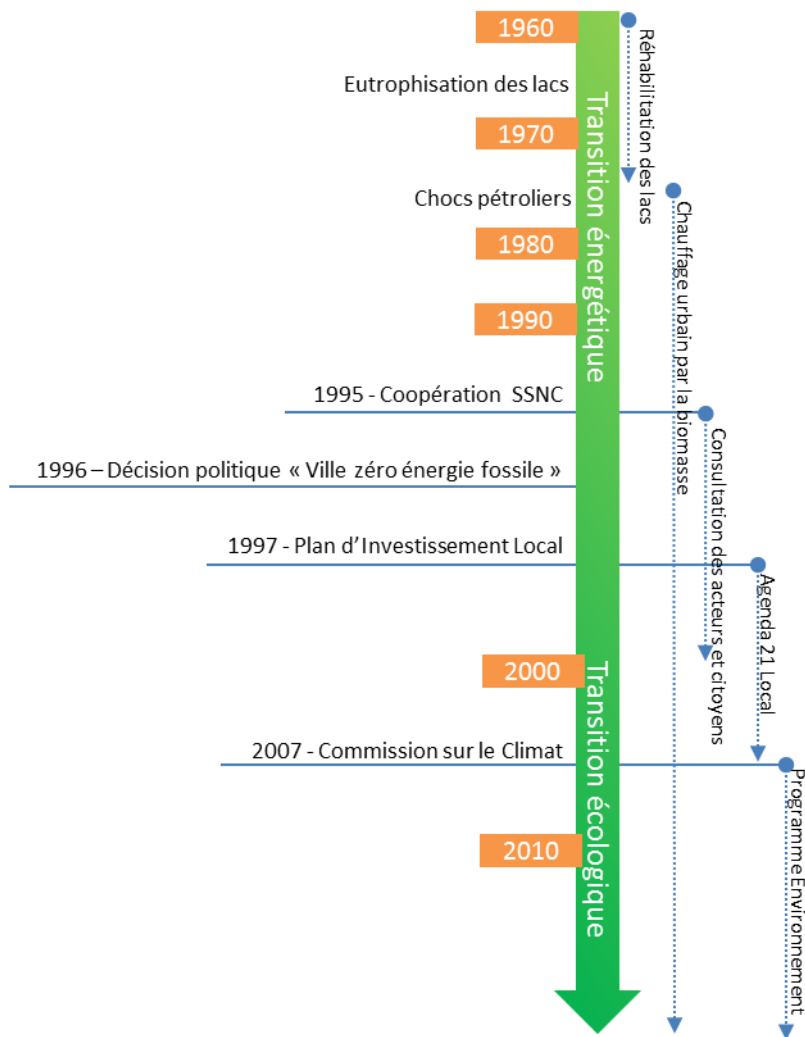 1960
Réhabilitation des lacs
Eutrophisation des lacs
Transition énergétique
1970
Chocs pétroliers
Chauffage urbain par la biomasse
1980
1990
1995 - Coopération SSNC
Consultation des acteurs et citoyens
1996 – Décision politique « Ville zéro énergie fossile »
1997 - Plan d’Investissement Local
Agenda 21 Local
2000
Transition écologique
2007 - Commission sur le Climat
Programme Environnement
2010